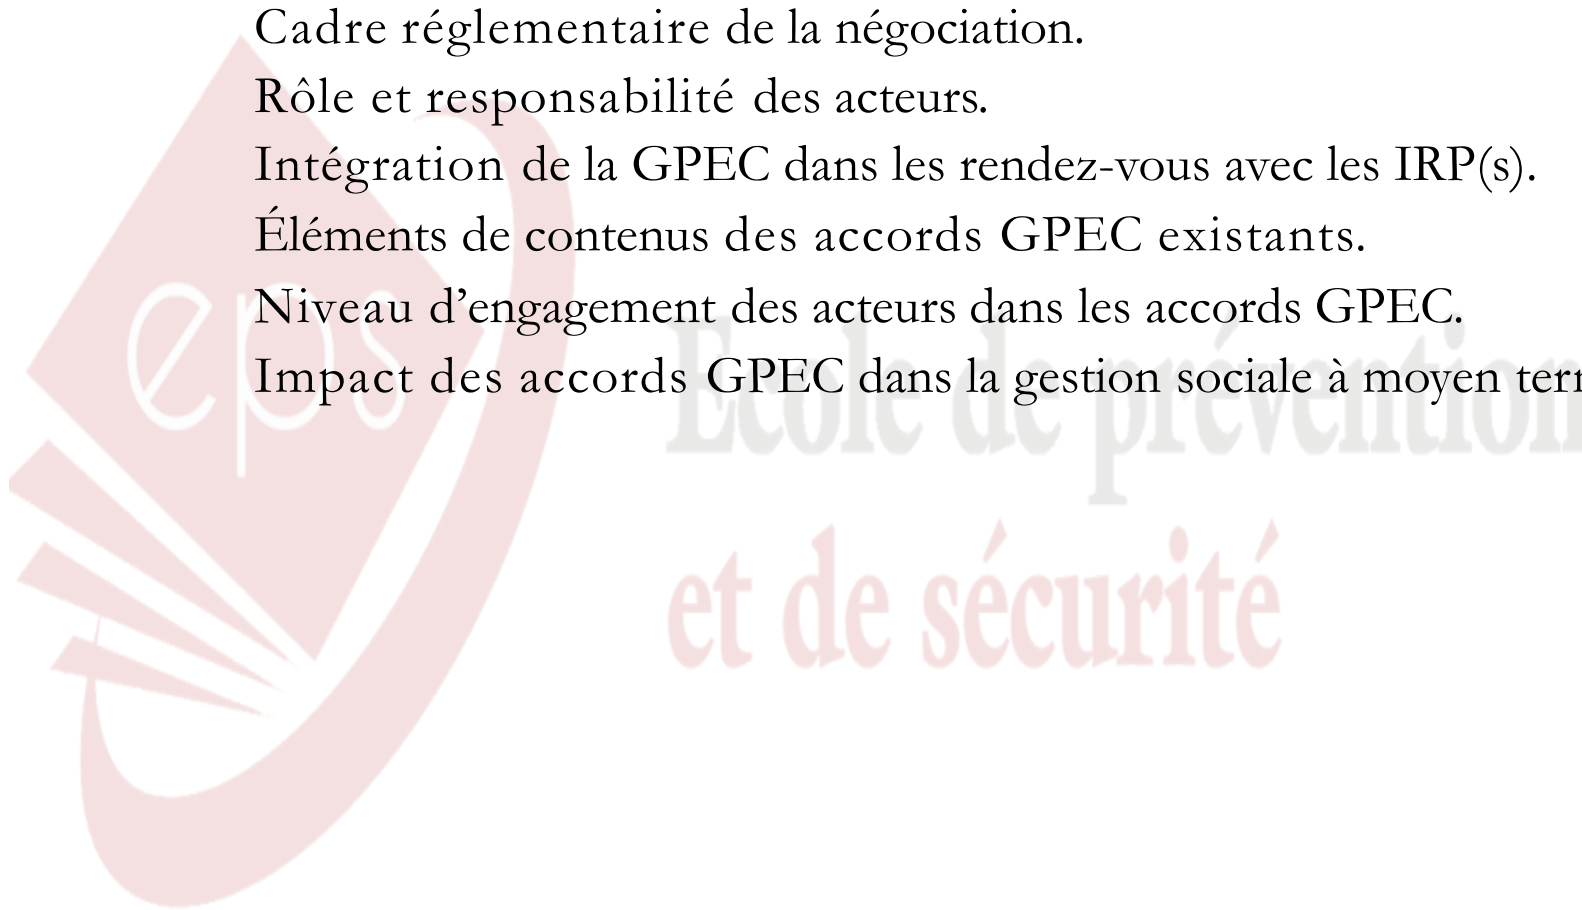 Cadre réglementaire de la négociation.
Rôle et responsabilité des acteurs.
Intégration de la GPEC dans les rendez-vous avec les IRP(s).
Éléments de contenus des accords GPEC existants.
Niveau d’engagement des acteurs dans les accords GPEC.
Impact des accords GPEC dans la gestion sociale à moyen
eps
Ecole de prévention
et de sécurité